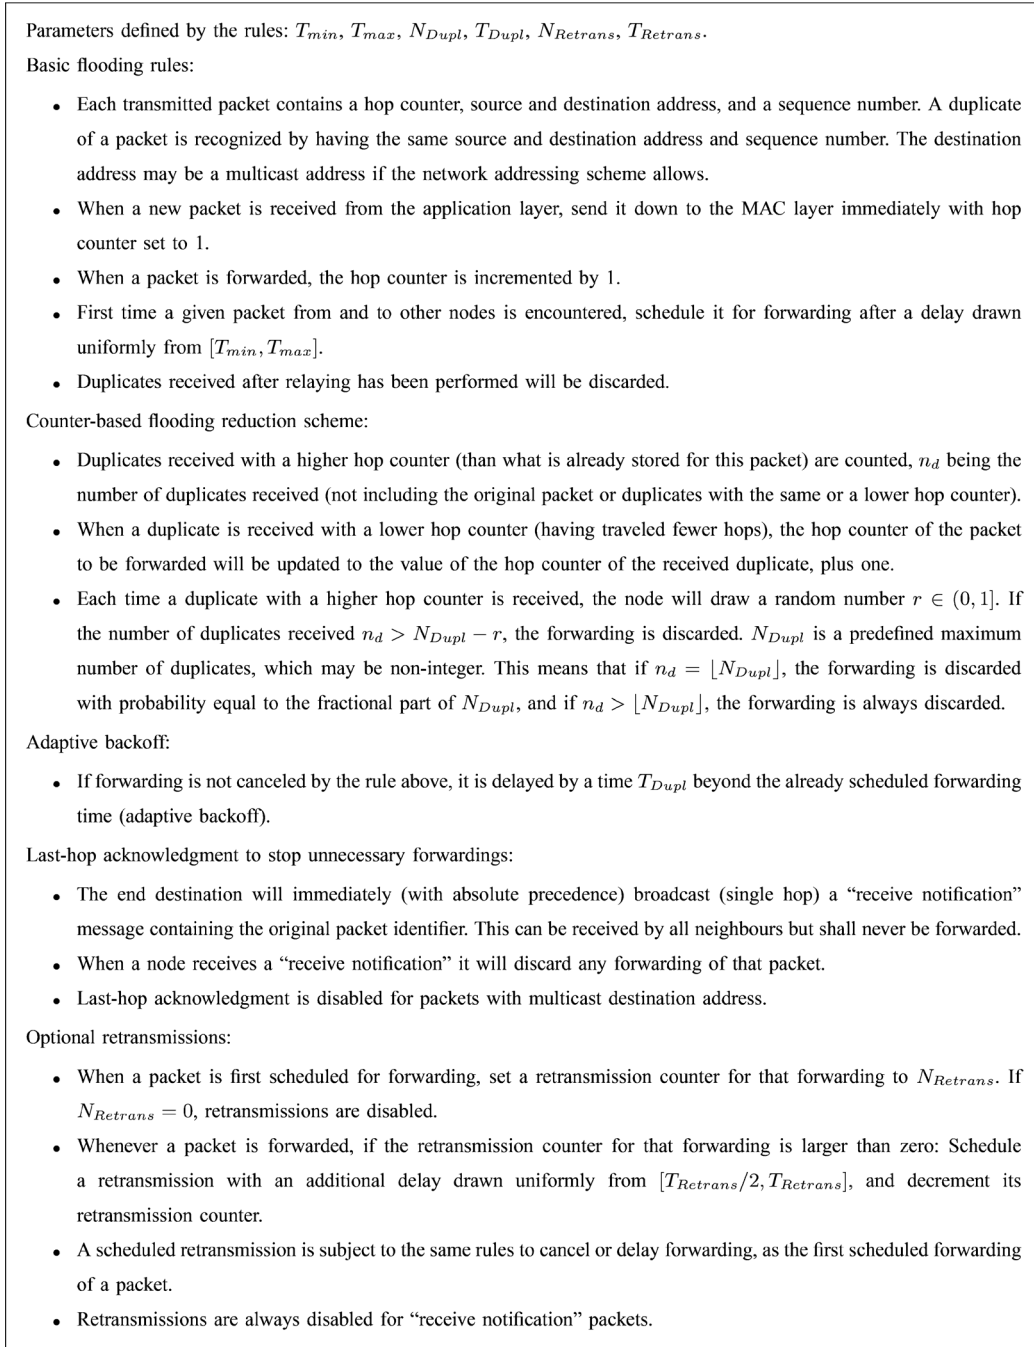 Parameters defined by the rules: T_min, T_max, N_Dupl, T_Dupl, N_Retrans, T_Retrans.
Basic flooding rules:
• Each transmitted packet contains a hop counter, source and destination address, and a sequence number. A duplicate
of a packet is recognized by having the same source and destination address and sequence number. The destination
address may be a multicast address if the network addressing scheme allows.
• When a new packet is received from the application layer, send it down to the MAC layer immediately with hop
counter set to 1.
• When a packet is forwarded, the hop counter is incremented by 1.
• First time a given packet from and to other nodes is encountered, schedule it for forwarding after a delay drawn
uniformly from [T_min, T_max].
• Duplicates received after relaying has been performed will be discarded.
Counter-based flooding reduction scheme:
• Duplicates received with a higher hop counter (than what is already stored for this packet) are counted, n_d being the
number of duplicates received (not including the original packet or duplicates with the same or a lower hop counter).
• When a duplicate is received with a lower hop counter (having traveled fewer hops), the hop counter of the packet
to be forwarded will be updated to the value of the hop counter of the received duplicate, plus one.
• Each time a duplicate with a higher hop counter is received, the node will draw a random number r ∈ (0, 1]. If
the number of duplicates received n_d > N_Dupl − r, the forwarding is discarded. N_Dupl is a predefined maximum
number of duplicates, which may be non-integer. This means that if n_d = ⌊N_Dupl⌋, the forwarding is discarded
with probability equal to the fractional part of N_Dupl, and if n_d > ⌊N_Dupl⌋, the forwarding is always discarded.
Adaptive backoff:
• If forwarding is not canceled by the rule above, it is delayed by a time T_Dupl beyond the already scheduled forwarding
time (adaptive backoff).
Last-hop acknowledgment to stop unnecessary forwardings:
• The end destination will immediately (with absolute precedence) broadcast (single hop) a “receive notification”
message containing the original packet identifier. This can be received by all neighbours but shall never be forwarded.
• When a node receives a “receive notification” it will discard any forwarding of that packet.
• Last-hop acknowledgment is disabled for packets with multicast destination address.
Optional retransmissions:
• When a packet is first scheduled for forwarding, set a retransmission counter for that forwarding to N_Retrans. If
N_Retrans = 0, retransmissions are disabled.
• Whenever a packet is forwarded, if the retransmission counter for that forwarding is larger than zero: Schedule
a retransmission with an additional delay drawn uniformly from [T_Retrans/2, T_Retrans], and decrement its
retransmission counter.
• A scheduled retransmission is subject to the same rules to cancel or delay forwarding, as the first scheduled forwarding
of a packet.
• Retransmissions are always disabled for “receive notification” packets.